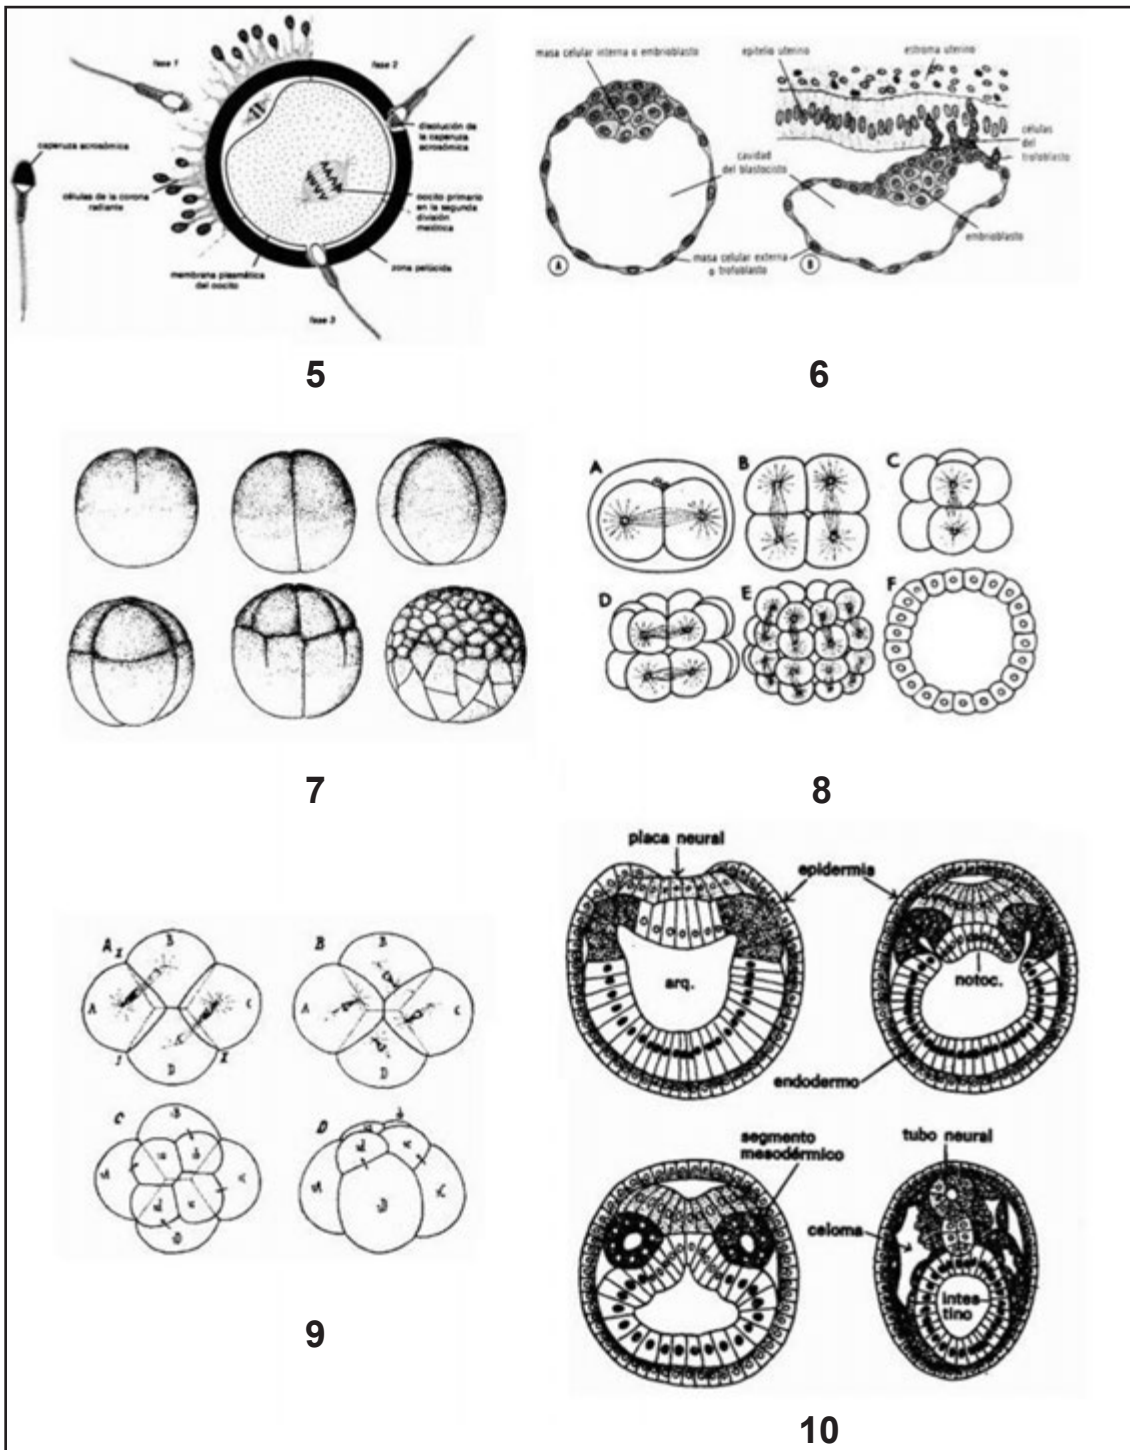 fase 1
fase 2
caperuza acrosómica
células de la corona
radiante
disolución de
la caperuza
acrosómica
oocito primario
en la segunda
división
meiótica
zona pelúcida
membrana plasmática
del oocito
fase 3
5
masa celular interna o embrioblasto
epitelio uterino
estroma uterino
células
del
trofoblasto
cavidad
del blastocisto
embrioblasto
masa celular externa
o trofoblasto
A
B
6
7
A
B
C
D
E
F
8
A
I
B
A
C
D
I
II
B
B
A
C
D
C
B
D
D
D
C
9
placa neural
epidermis
arq.
notoc.
endodermo
segmento
mesodérmico
tubo neural
celoma
intes
tino
10